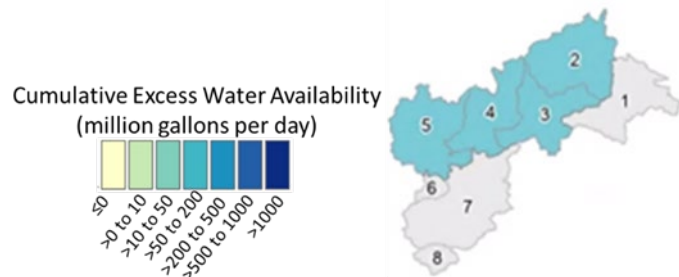 Cumulative Excess Water Availability
(million gallons per day)
≤0
>0 to 10
>10 to 50
>50 to 200
>200 to 500
>500 to 1000
>1000
2
1
3
4
5
6
7
8